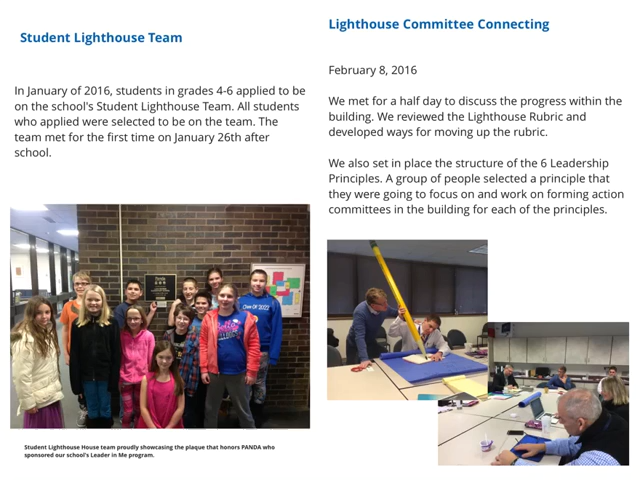 Student Lighthouse Team
In January of 2016, students in grades 4-6 applied to be
on the school's Student Lighthouse Team. All students
who applied were selected to be on the team. The
team met for the first time on January 26th after
school.
Student Lighthouse House team proudly showcasing the plaque that honors PANDA who
sponsored our school's Leader in Me program.
Lighthouse Committee Connecting
February 8, 2016
We met for a half day to discuss the progress within the
building. We reviewed the Lighthouse Rubric and
developed ways for moving up the rubric.
We also set in place the structure of the 6 Leadership
Principles. A group of people selected a principle that
they were going to focus on and work on forming action
committees in the building for each of the principles.